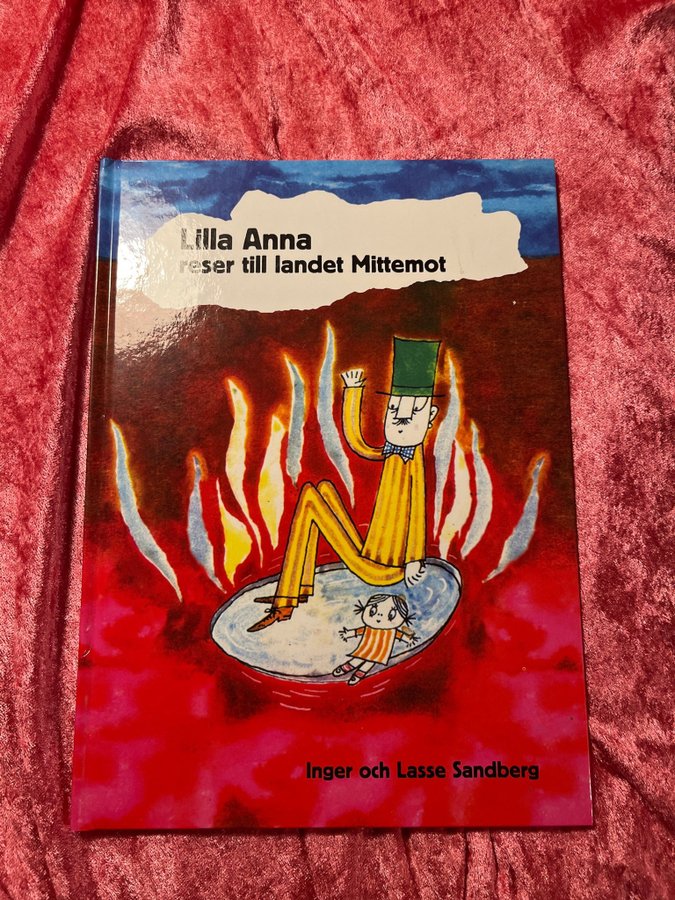 Lilla Anna
reser till landet Mittemot
Inger och Lasse Sandberg